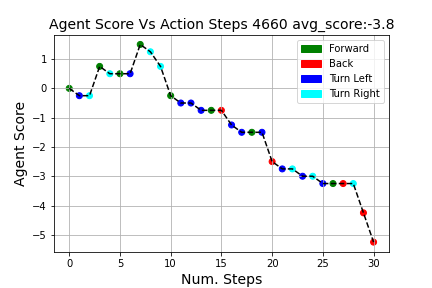 Agent Score Vs Action Steps 4660 avg_score:-3.8
Agent Score
1
0
−1
−2
−3
−4
−5
Forward
Back
Turn Left
Turn Right
0 5 10 15 20 25 30
Num. Steps